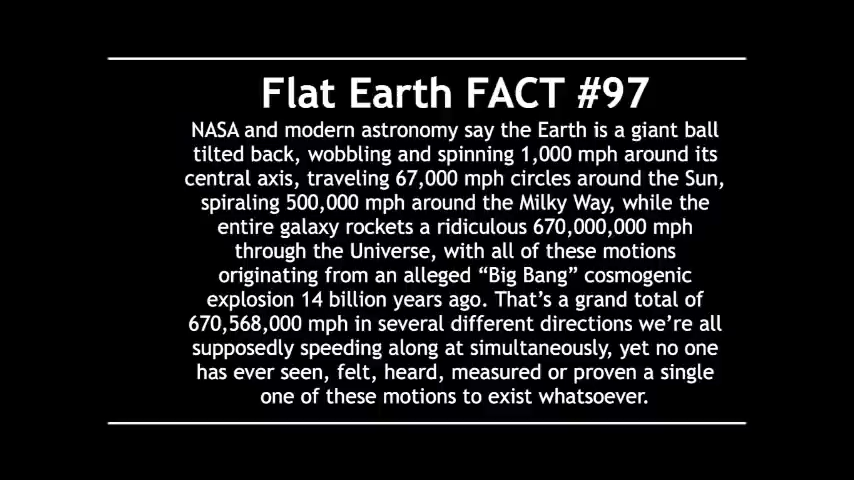 Flat Earth FACT #97
NASA and modern astronomy say the Earth is a giant ball
tilted back, wobbling and spinning 1,000 mph around its
central axis, traveling 67,000 mph circles around the Sun,
spiraling 500,000 mph around the Milky Way, while the
entire galaxy rockets a ridiculous 670,000,000 mph
through the Universe, with all of these motions
originating from an alleged “Big Bang” cosmogenic
explosion 14 billion years ago. That’s a grand total of
670,568,000 mph in several different directions we’re all
supposedly speeding along at simultaneously, yet no one
has ever seen, felt, heard, measured or proven a single
one of these motions to exist whatsoever.